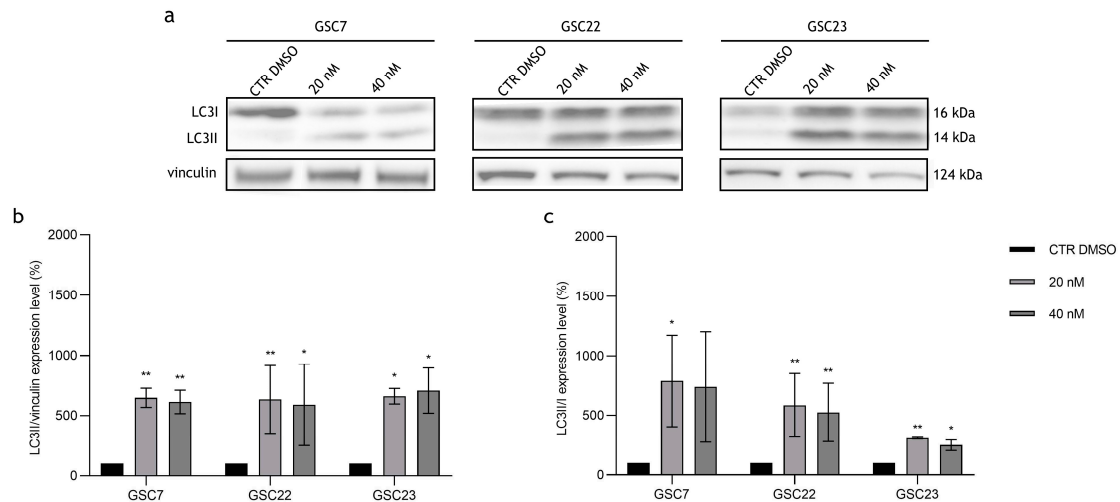 a
GSC7 GSC22 GSC23
CTR DMSO 20 nM 40 nM CTR DMSO 20 nM 40 nM CTR DMSO 20 nM 40 nM
LC3I 16 kDa
LC3II 14 kDa
vinculin 124 kDa
b
LC3II/vinculin expression level (%)
2000
1500
1000
500
0
** ** ** * * *
GSC7 GSC22 GSC23
c
LC3II/I expression level (%)
2000
1500
1000
500
0
* ** ** ** *
GSC7 GSC22 GSC23
CTR DMSO
20 nM
40 nM